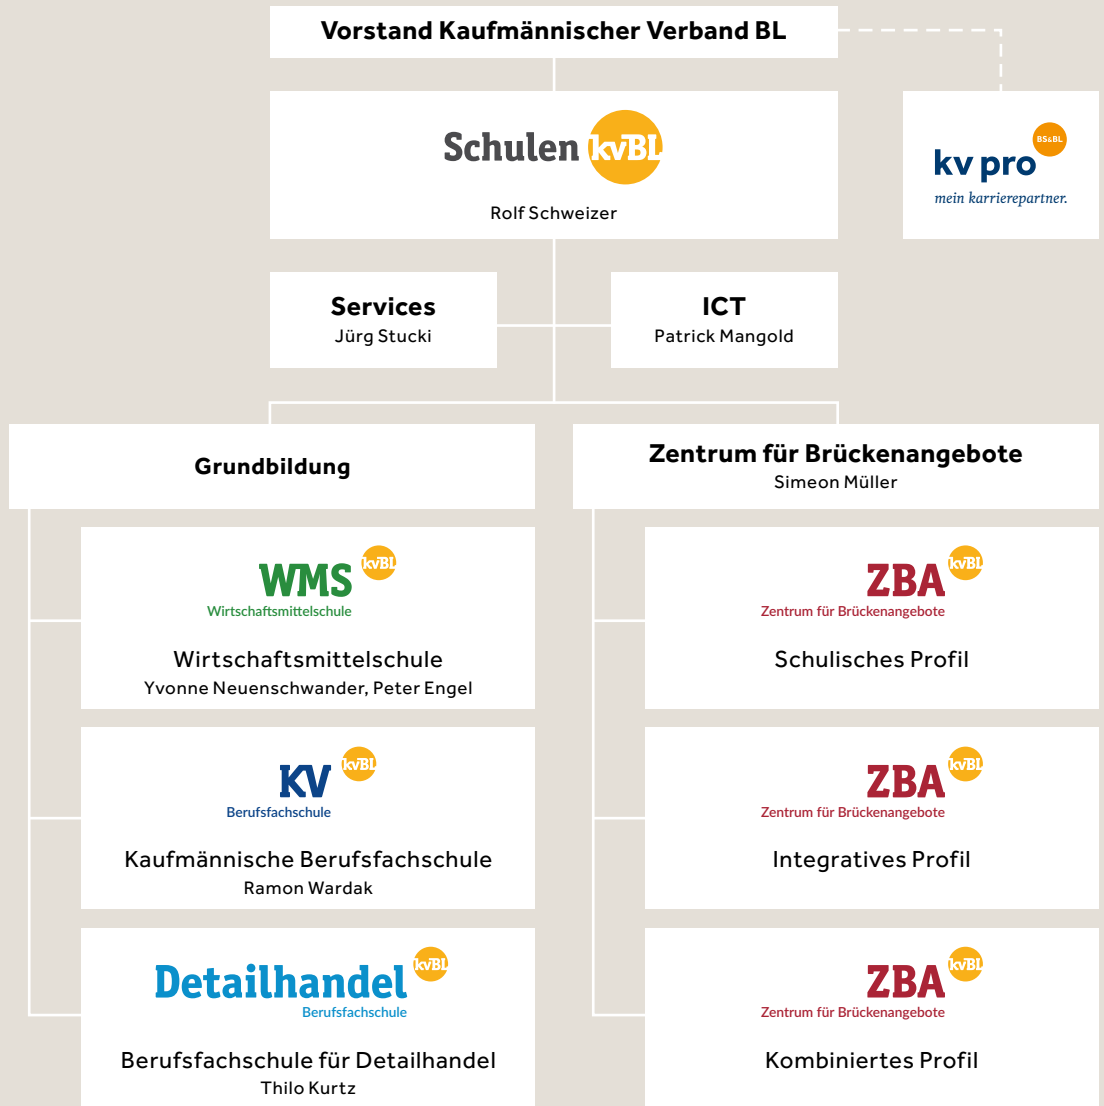 Vorstand Kaufmännischer Verband BL
Schulen kvBL
Rolf Schweizer
BS&BL
kv pro
mein karrierepartner.
Services
Jürg Stucki
ICT
Patrick Mangold
Grundbildung
Zentrum für Brückenangebote
Simeon Müller
WMS kvBL
Wirtschaftsmittelschule
Wirtschaftsmittelschule
Yvonne Neuenschwander, Peter Engel
KV kvBL
Berufsfachschule
Kaufmännische Berufsfachschule
Ramon Wardak
Detailhandel kvBL
Berufsfachschule
Berufsfachschule für Detailhandel
Thilo Kurtz
ZBA kvBL
Zentrum für Brückenangebote
Schulisches Profil
ZBA kvBL
Zentrum für Brückenangebote
Integratives Profil
ZBA kvBL
Zentrum für Brückenangebote
Kombiniertes Profil